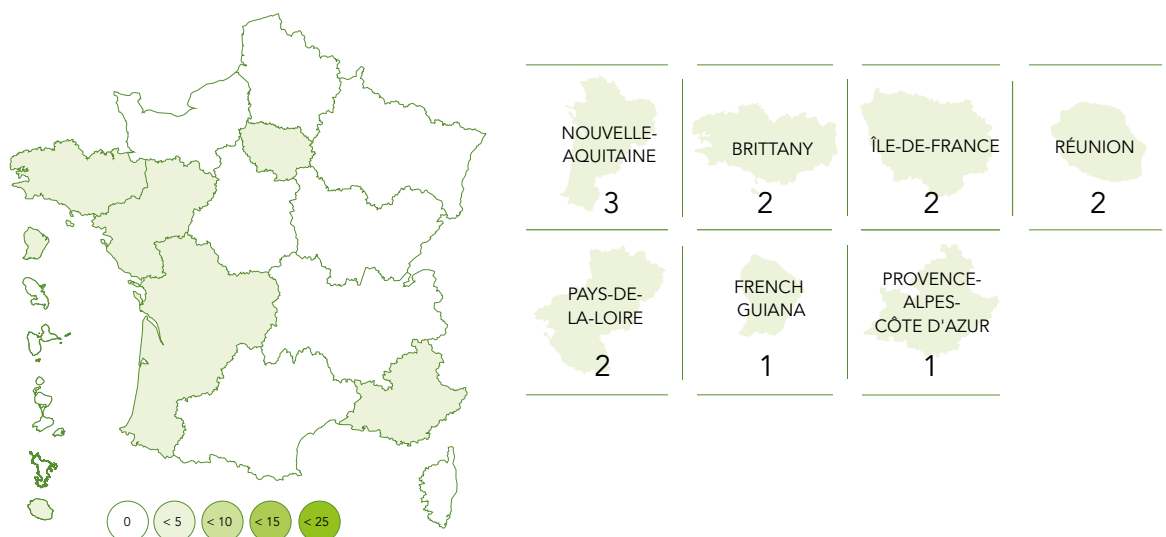 NOUVELLE-
AQUITAINE
3
BRITTANY
2
ÎLE-DE-FRANCE
2
RÉUNION
2
PAYS-DE-
LA-LOIRE
2
FRENCH
GUIANA
1
PROVENCE-
ALPES-
CÔTE D'AZUR
1
0
< 5
< 10
< 15
< 25